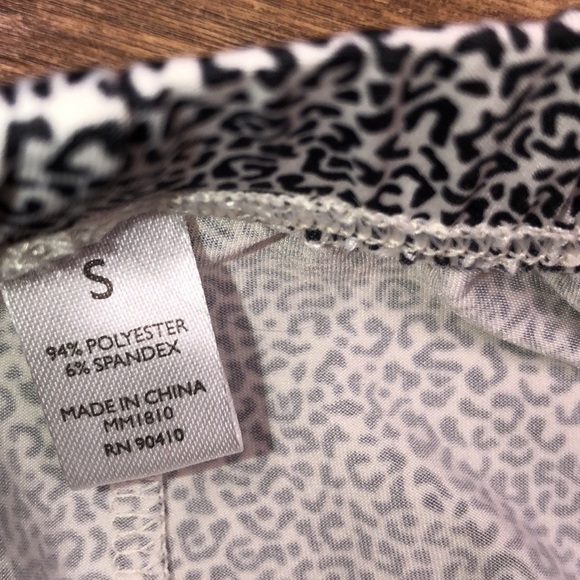 S
94% POLYESTER
6% SPANDEX
MADE IN CHINA
MM1810
RN 90410